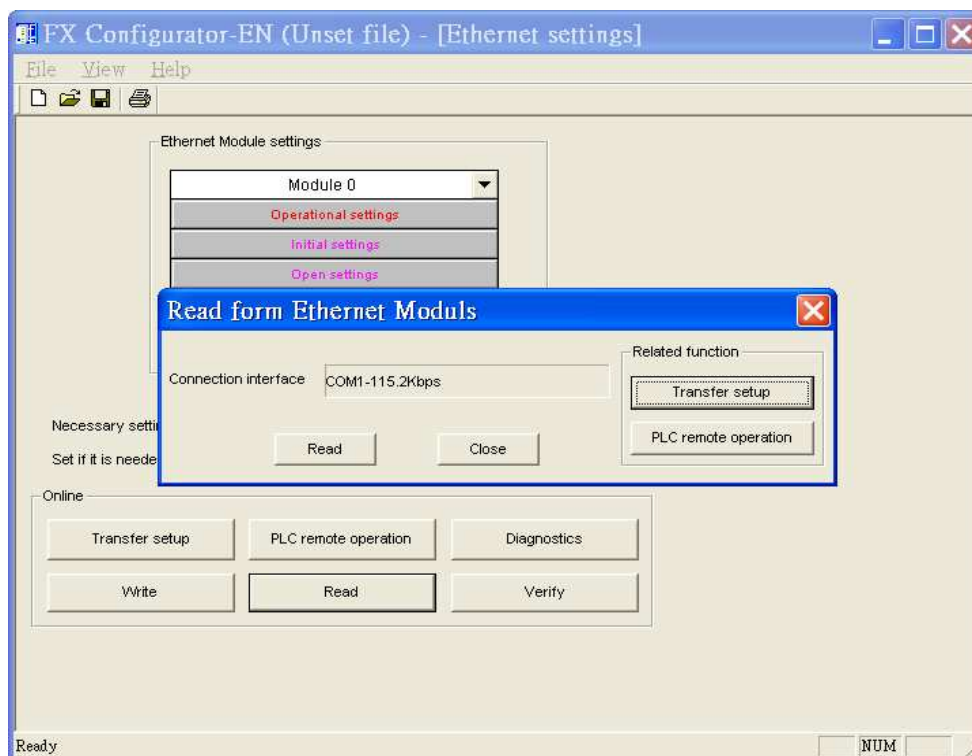 FX Configurator-EN (Unset file) - [Ethernet settings]
File View Help
Ethernet Module settings
Module 0
Operational settings
Initial settings
Open settings
Read form Ethernet Moduls
Related function
Connection interface COM1-115.2Kbps
Transfer setup
Read Close PLC remote operation
Necessary setti
Set if it is neede
Online
Transfer setup PLC remote operation Diagnostics
Write Read Verify
Ready NUM